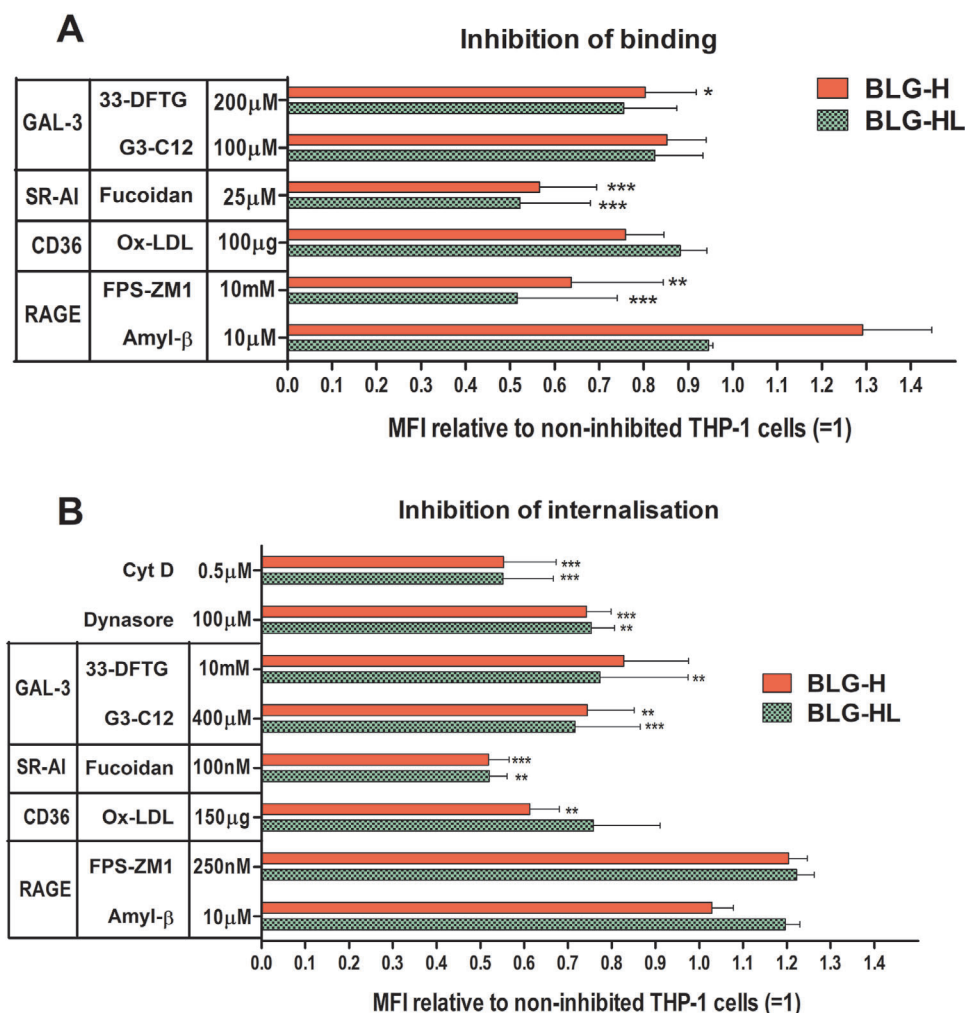 A
Inhibition of binding
GAL-3 33-DFTG 200μM *
G3-C12 100μM
SR-AI Fucoidan 25μM *** ***
CD36 Ox-LDL 100μg
RAGE FPS-ZM1 10mM ** ***
Amyl-β 10μM
BLG-H
BLG-HL
0.0 0.1 0.2 0.3 0.4 0.5 0.6 0.7 0.8 0.9 1.0 1.1 1.2 1.3 1.4
MFI relative to non-inhibited THP-1 cells (=1)
B
Inhibition of internalisation
Cyt D 0.5μM *** ***
Dynasore 100μM *** **
GAL-3 33-DFTG 10mM **
G3-C12 400μM ** ***
SR-AI Fucoidan 100nM *** **
CD36 Ox-LDL 150μg **
RAGE FPS-ZM1 250nM
Amyl-β 10μM
BLG-H
BLG-HL
0.0 0.1 0.2 0.3 0.4 0.5 0.6 0.7 0.8 0.9 1.0 1.1 1.2 1.3 1.4
MFI relative to non-inhibited THP-1 cells (=1)